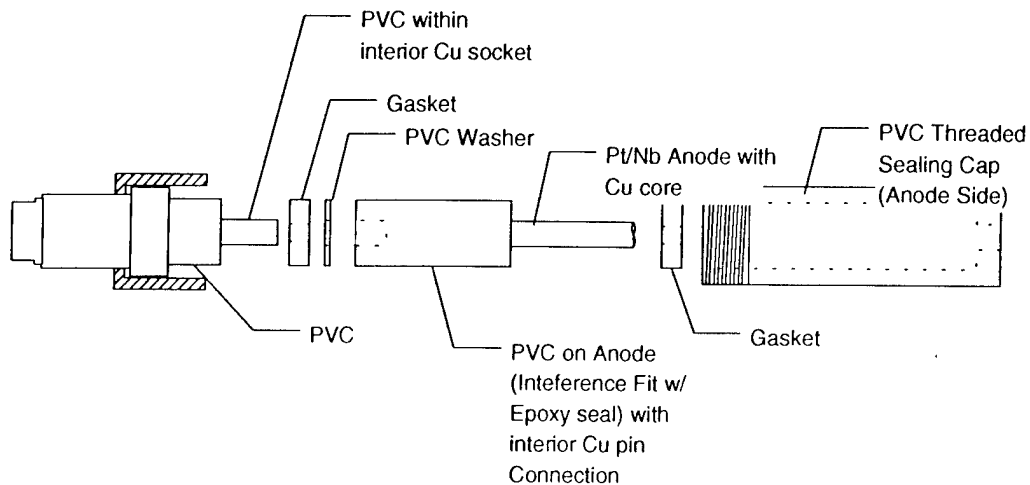 PVC within
interior Cu socket
Gasket
PVC Washer
Pt/Nb Anode with
Cu core
PVC Threaded
Sealing Cap
(Anode Side)
PVC
PVC on Anode
(Inteference Fit w/
Epoxy seal) with
interior Cu pin
Connection
Gasket